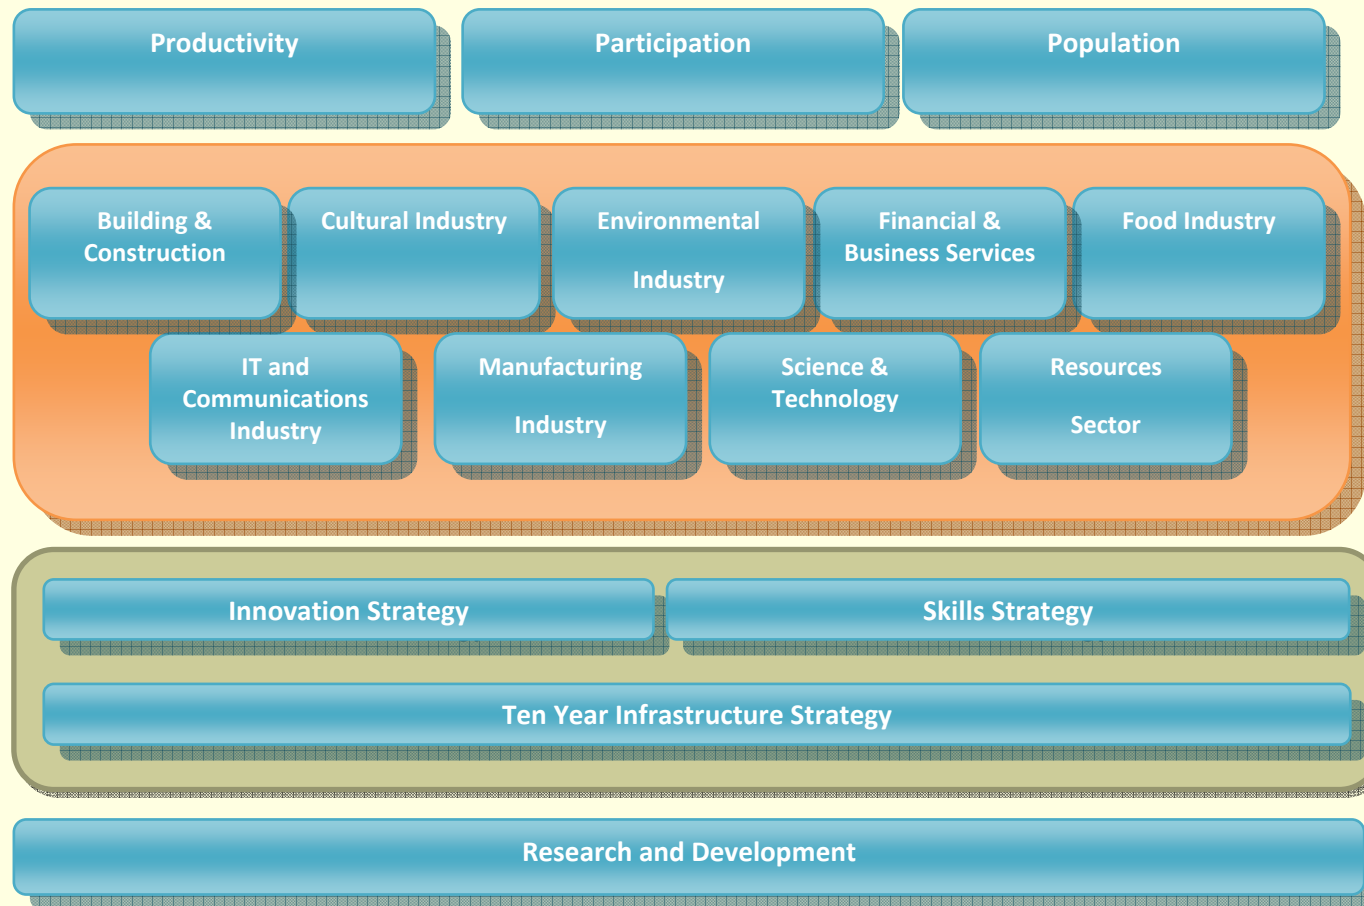 Productivity
Participation
Population
Building &
Construction
Cultural Industry
Environmental
Industry
Financial &
Business Services
Food Industry
IT and
Communications
Industry
Manufacturing
Industry
Science &
Technology
Resources
Sector
Innovation Strategy
Skills Strategy
Ten Year Infrastructure Strategy
Research and Development